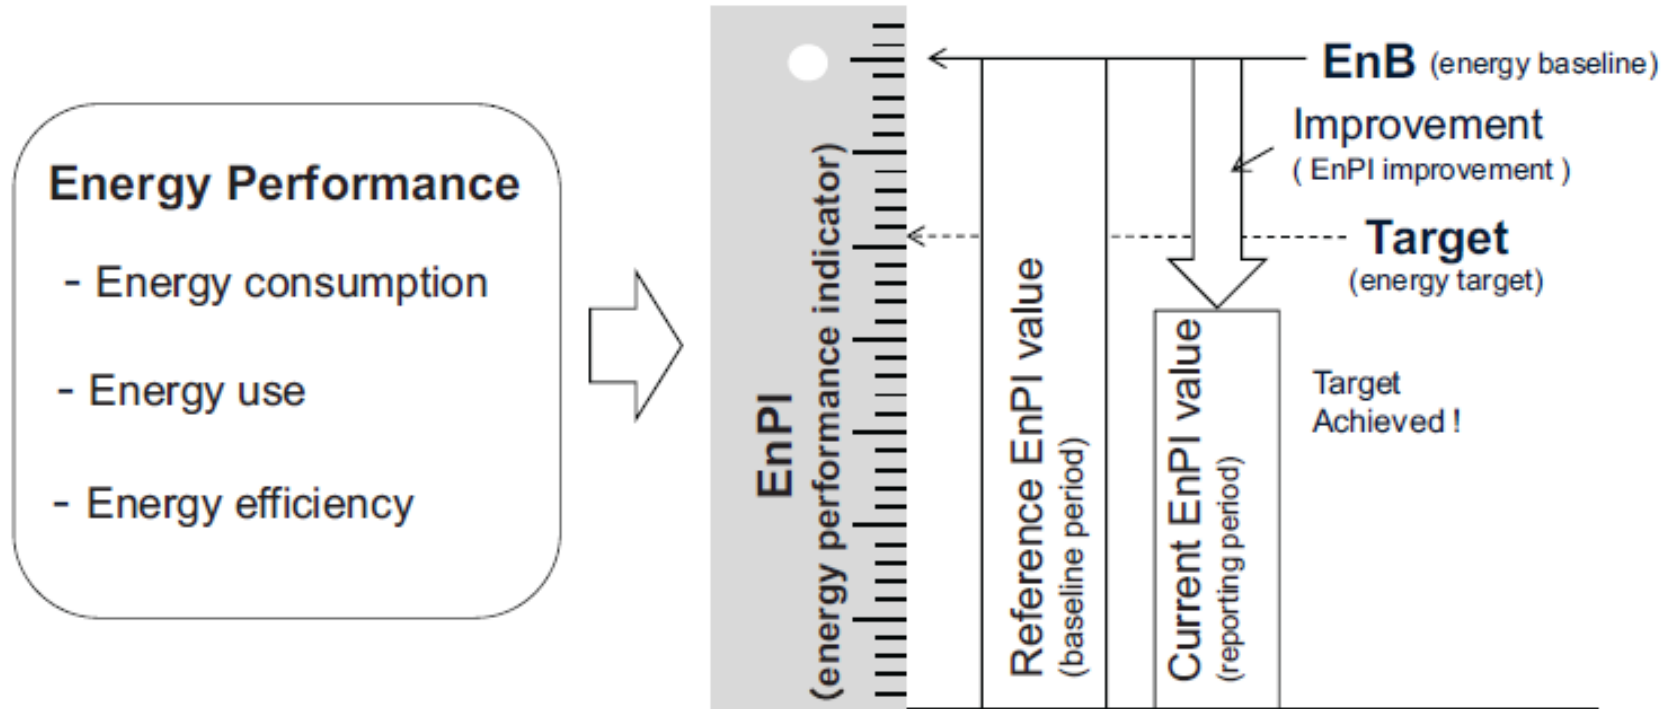 Energy Performance
- Energy consumption
- Energy use
- Energy efficiency
EnPI
(energy performance indicator)
Reference EnPI value
(baseline period)
Current EnPI value
(reporting period)
EnB (energy baseline)
Improvement
( EnPI improvement )
Target
(energy target)
Target
Achieved !